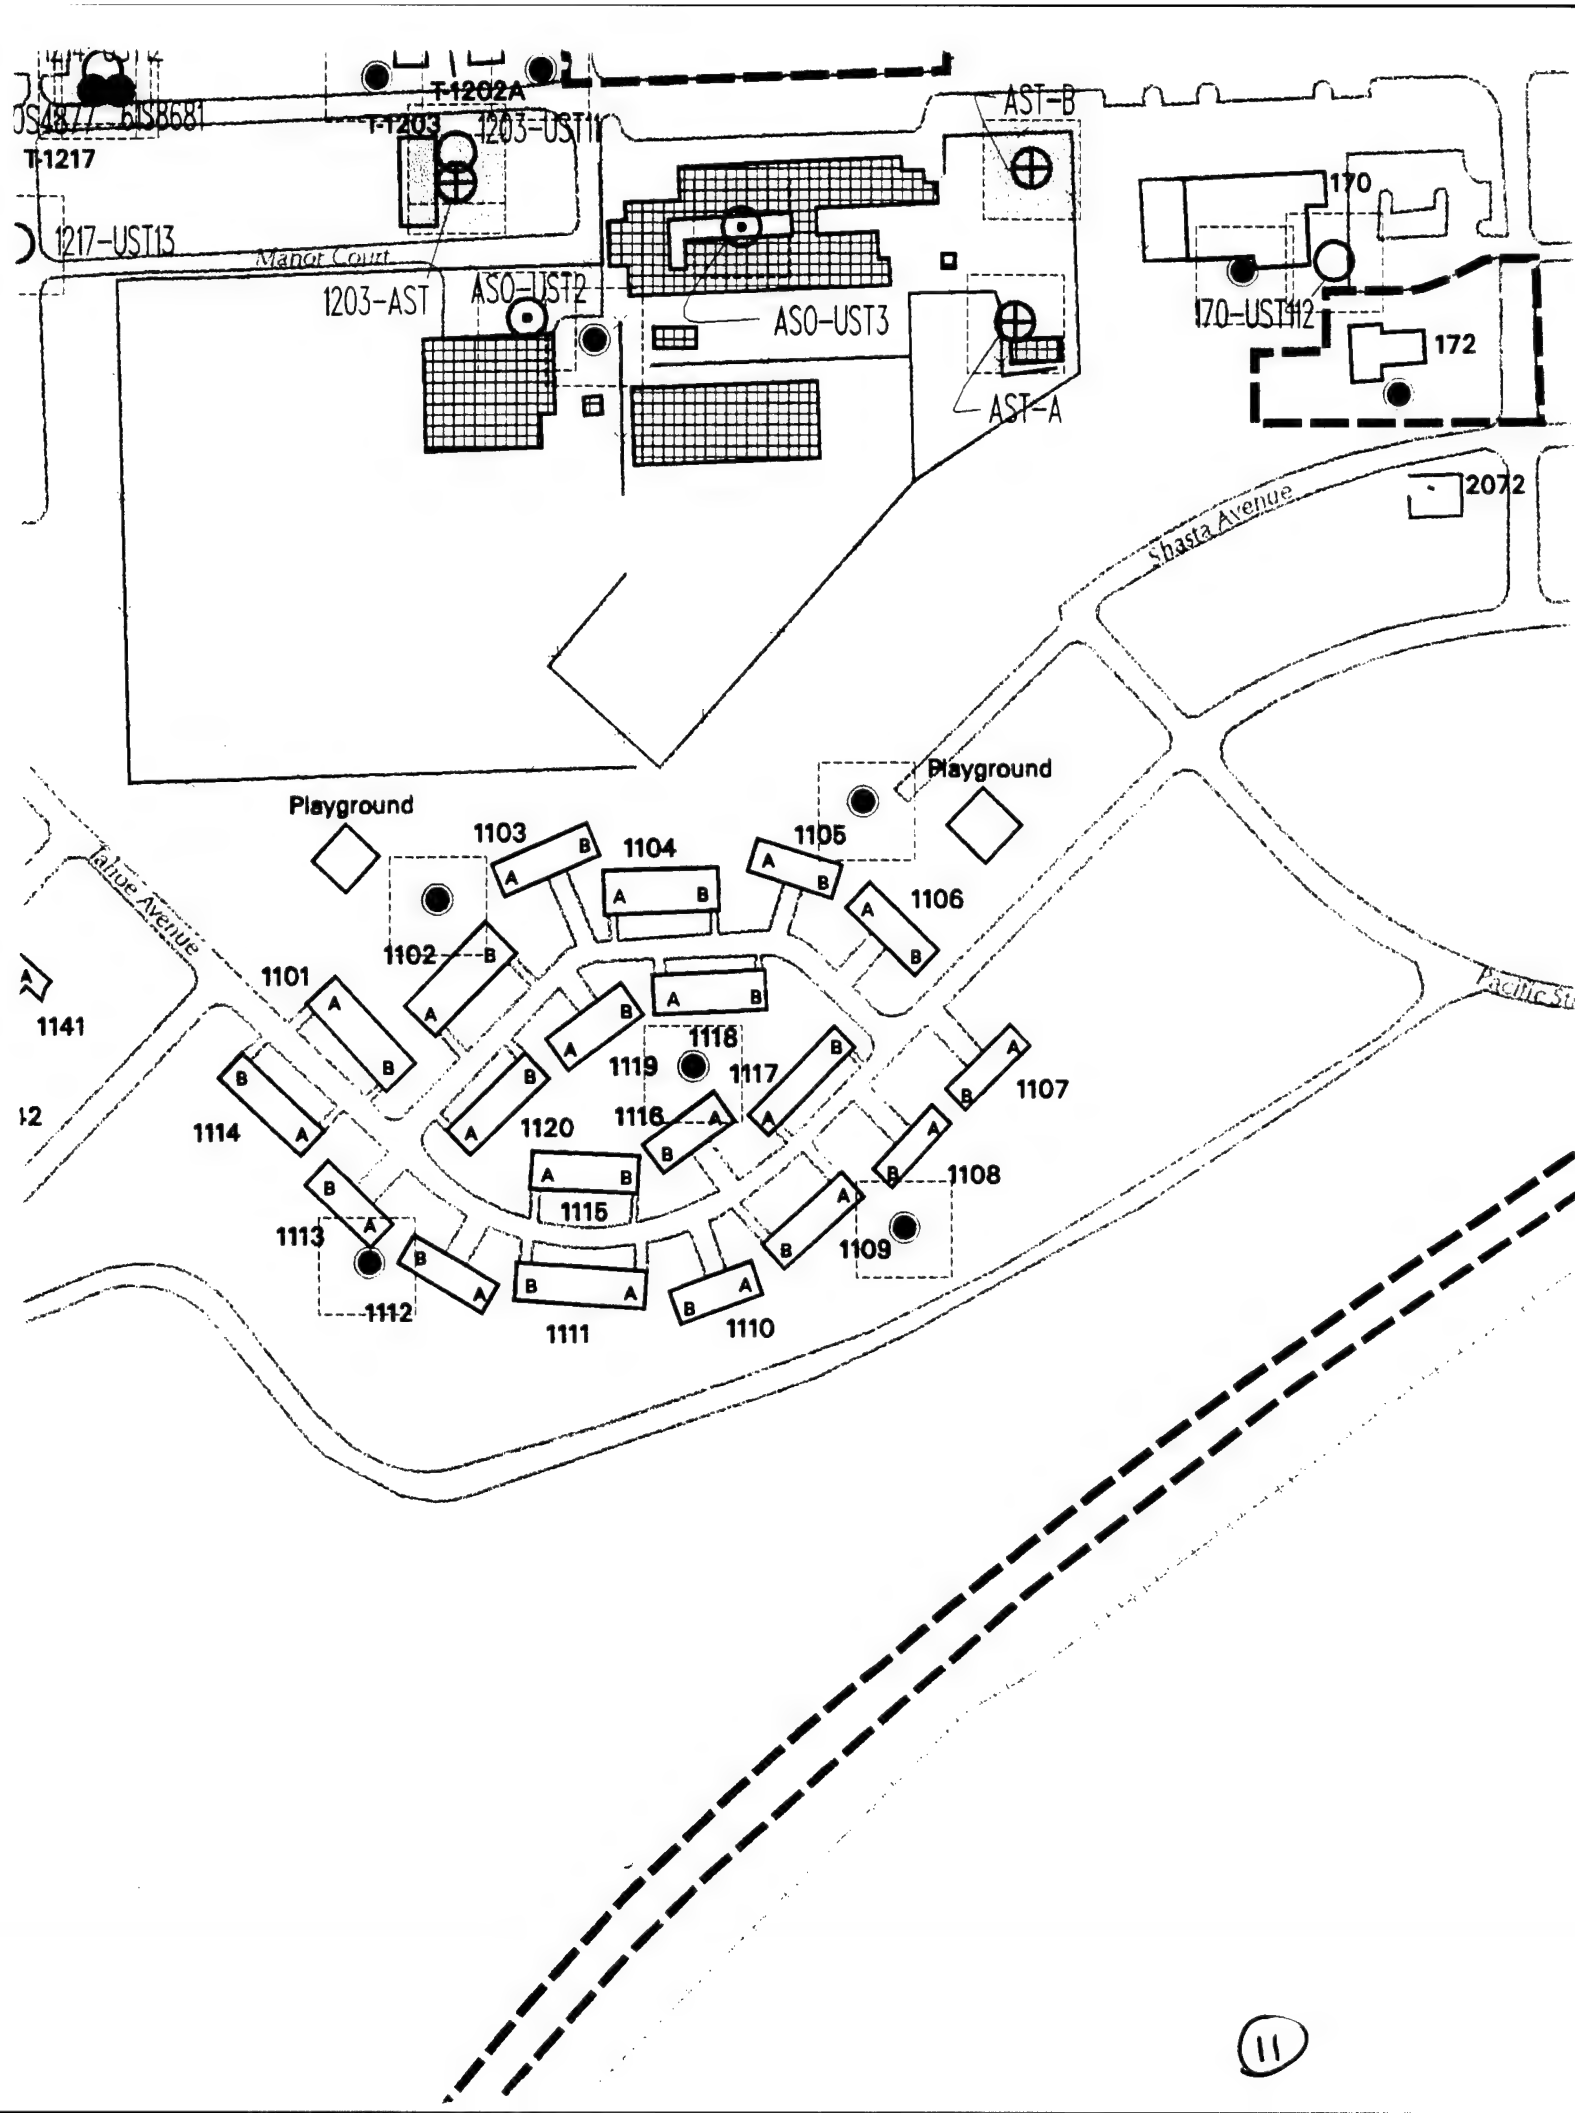 T-1202A
T-1203
1203-UST11
AST-B
T-1217
170
1217-UST13
Manor Court
1203-AST
ASO-UST2
ASO-UST3
170-UST112
172
AST-A
2072
Shasta Avenue
Playground
Playground
1103
B
A
1104
A
B
1105
A
B
1106
A
B
Tahoe Avenue
1102
B
A
1101
A
B
A
1141
A
B
1118
B
A
1119
B
A
1117
B
A
1107
A
B
1114
B
A
1120
B
A
1116
A
B
1108
A
B
1115
A
B
1113
B
A
1109
A
B
1112
B
A
1111
B
A
1110
A
B
11